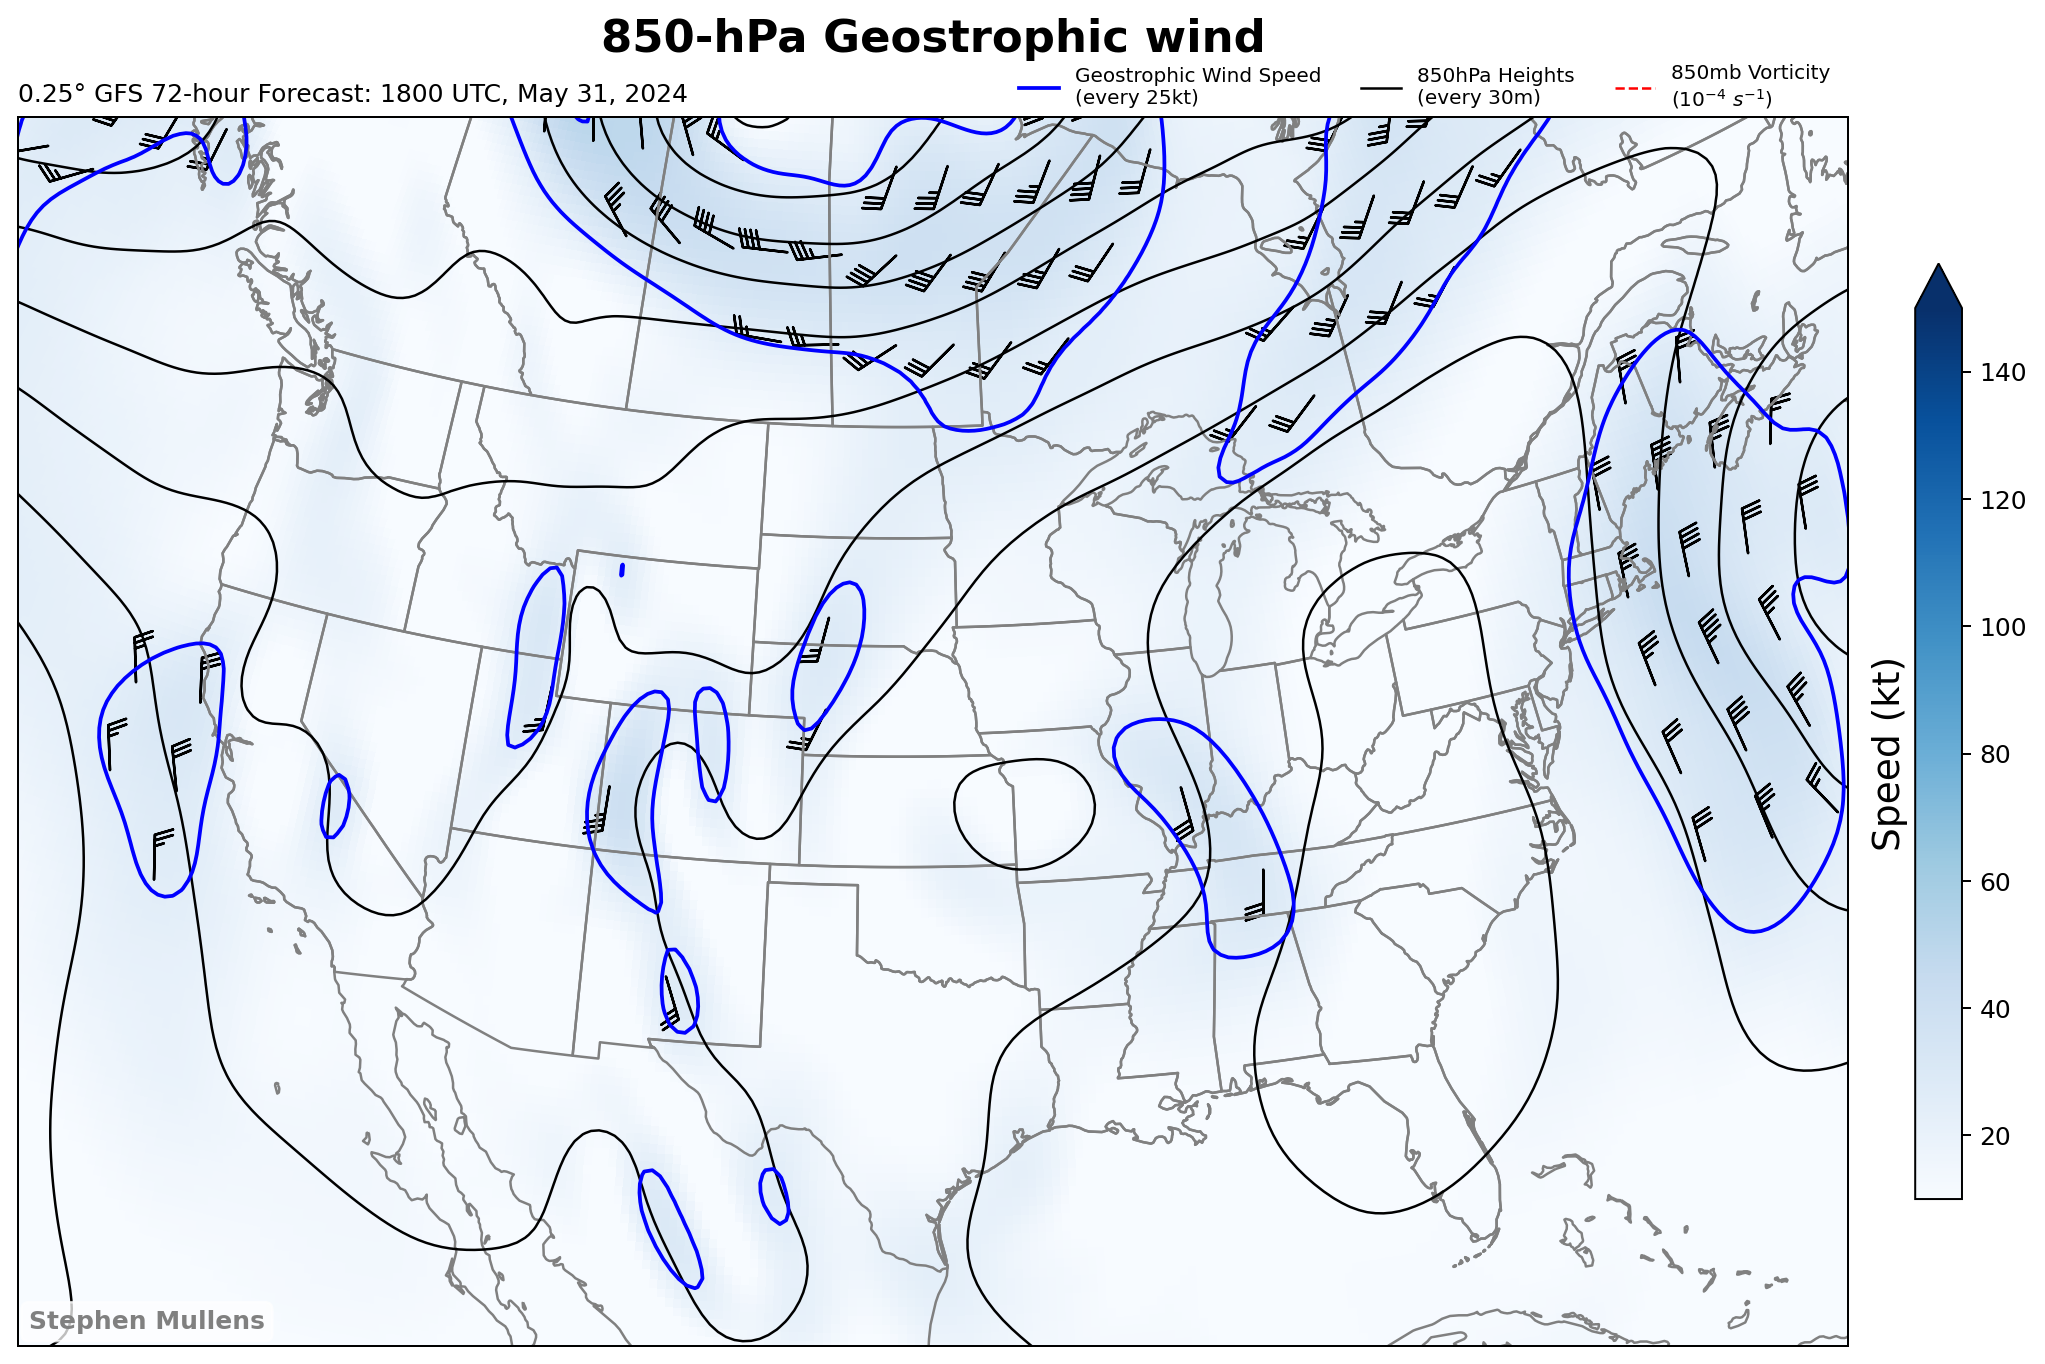 850-hPa Geostrophic wind
0.25° GFS 72-hour Forecast: 1800 UTC, May 31, 2024
Geostrophic Wind Speed
(every 25kt)
850hPa Heights
(every 30m)
850mb Vorticity
(10⁻⁴ s⁻¹)
140
120
100
80
60
40
20
Speed (kt)
Stephen Mullens